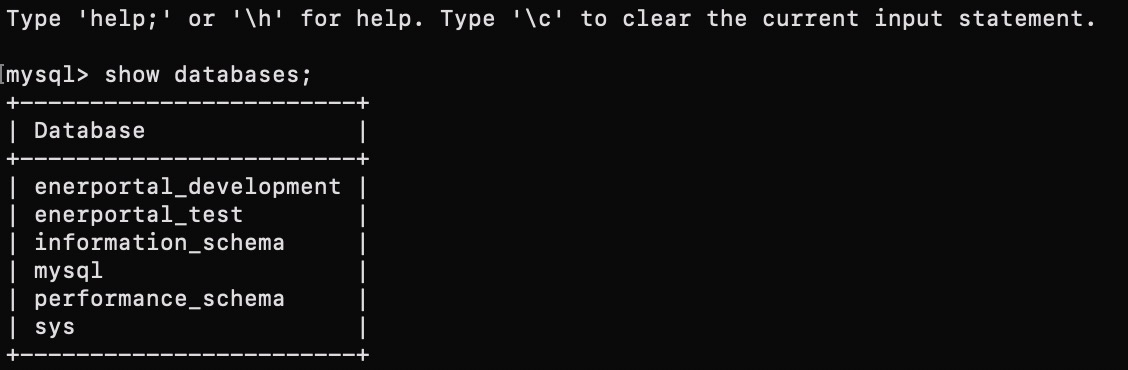 Type 'help;' or '\h' for help. Type '\c' to clear the current input statement.
[mysql> show databases;
+------------------------+
| Database               |
+------------------------+
| enerportal_development |
| enerportal_test        |
| information_schema     |
| mysql                  |
| performance_schema     |
| sys                    |
+------------------------+